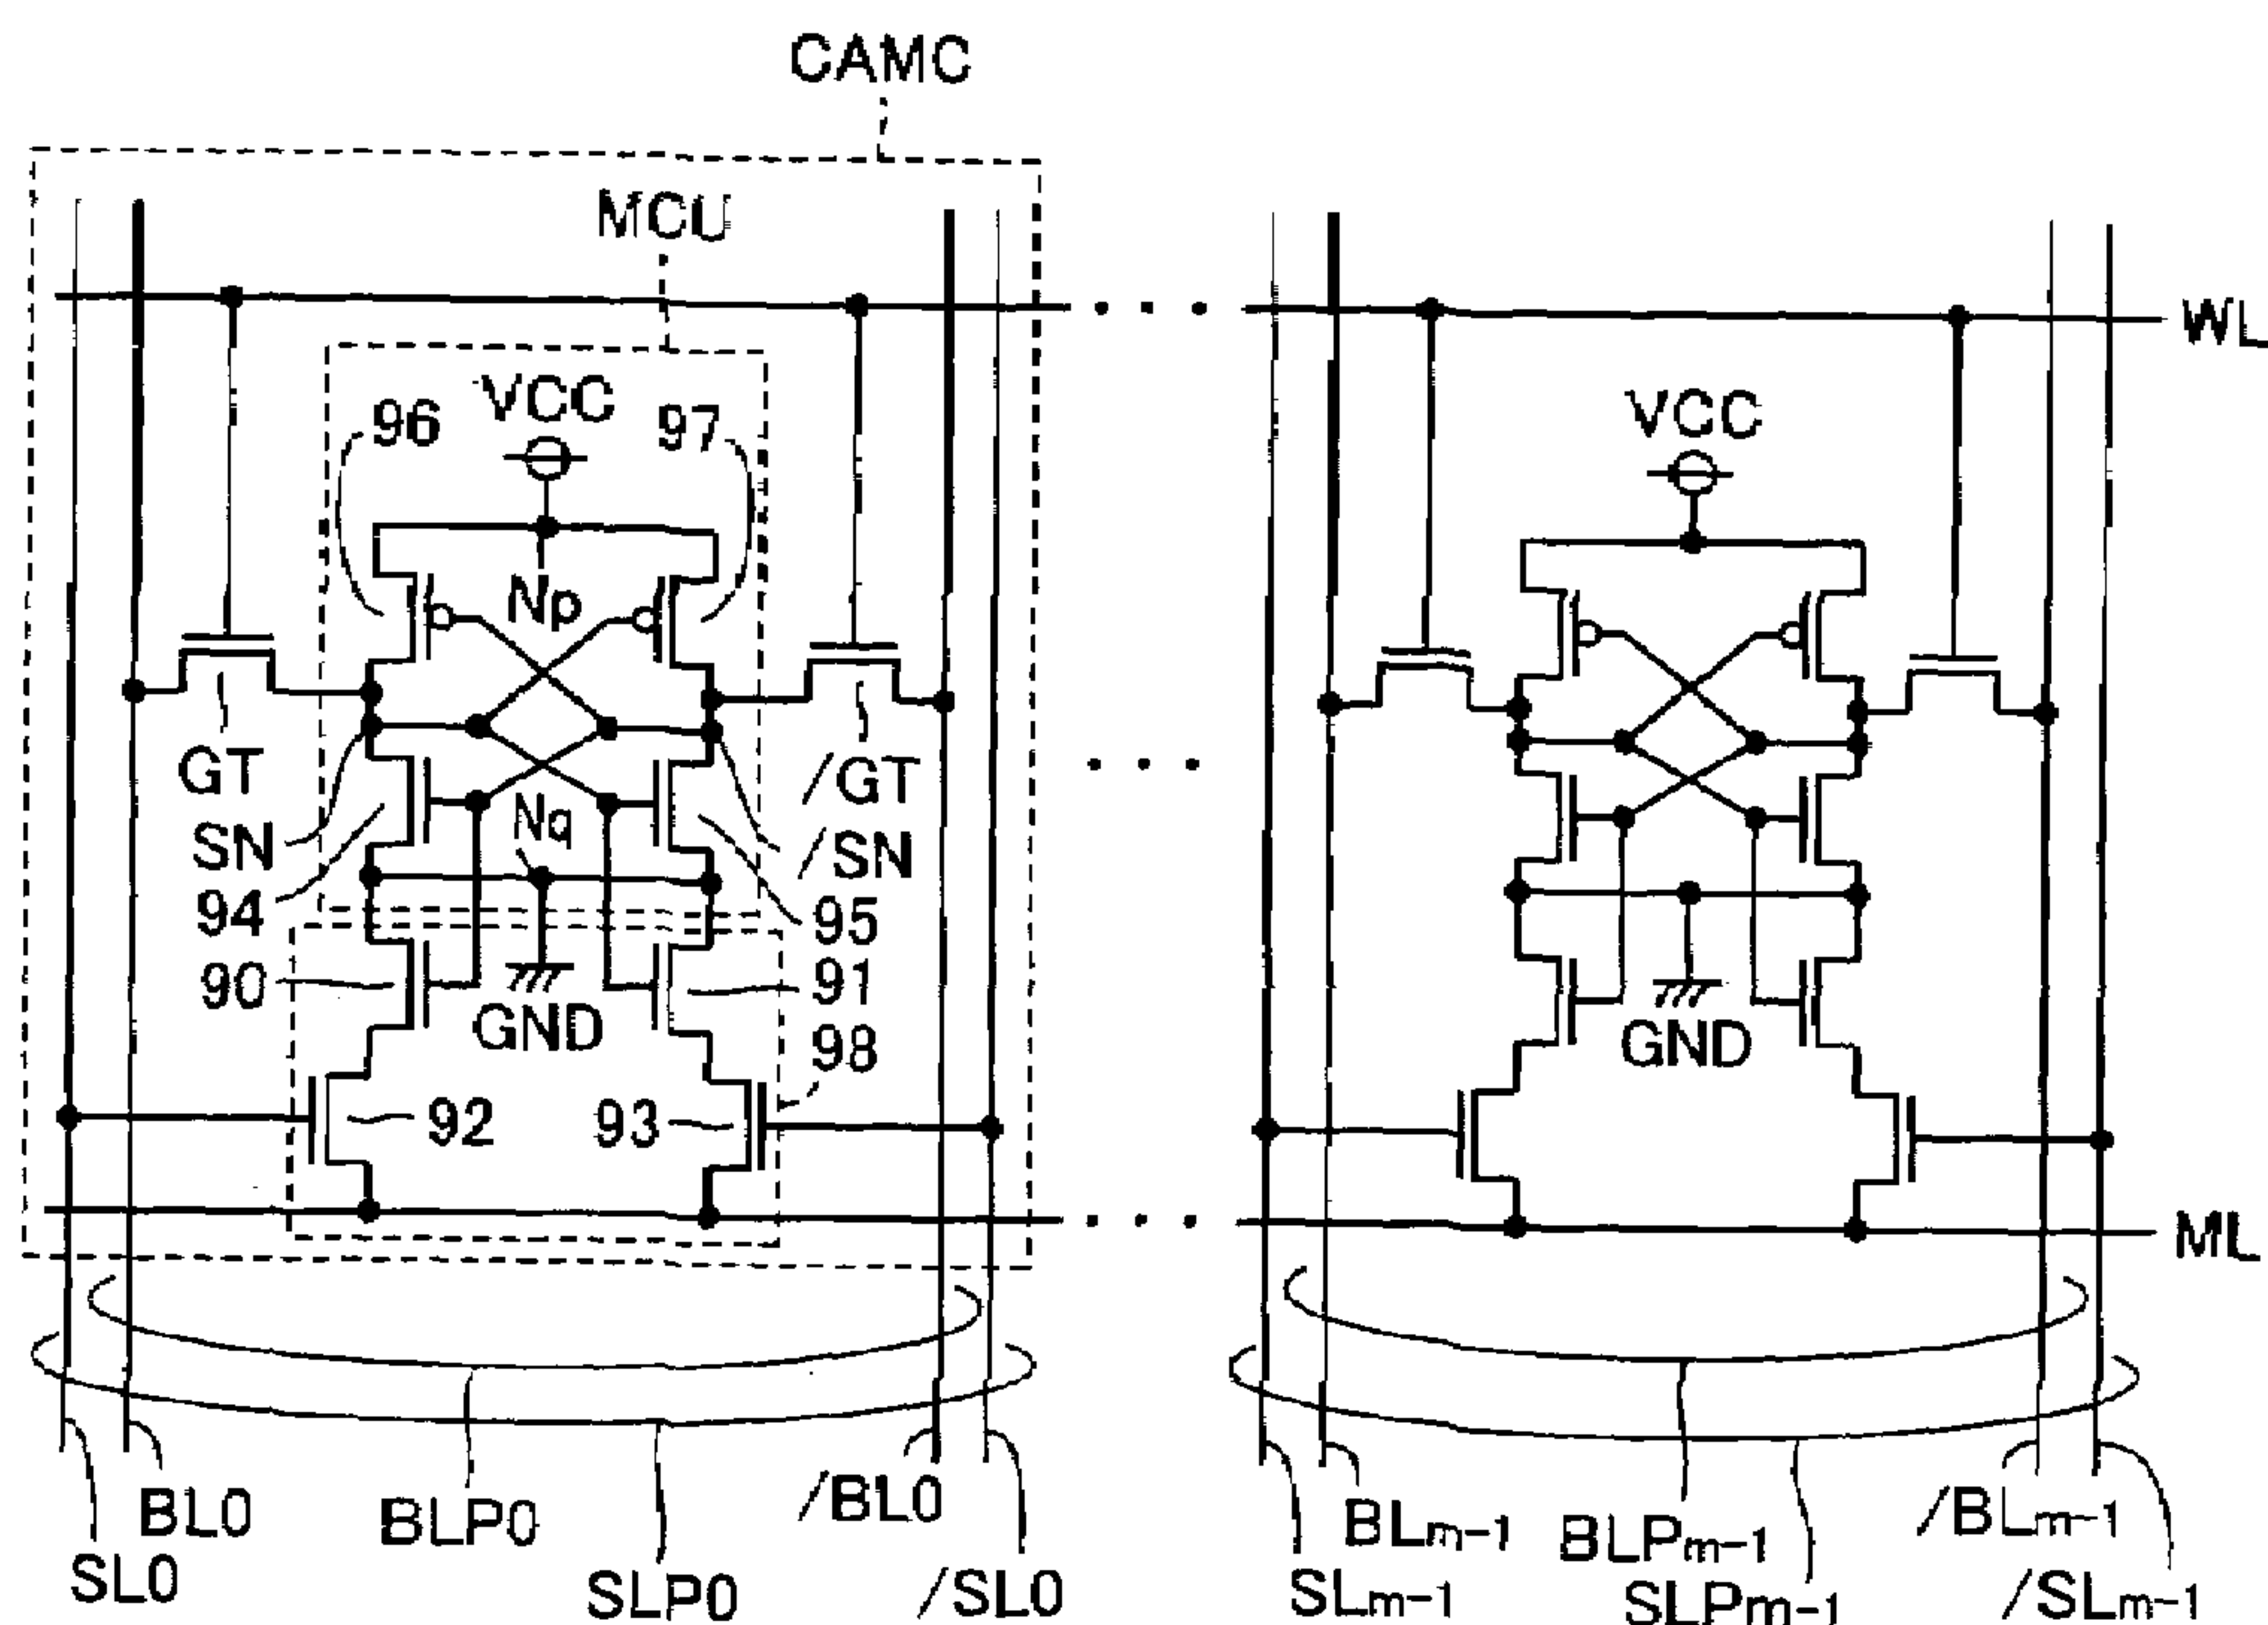 CAMC
MCU
WL
96
VCC
97
VCC
Np
GT
/GT
SN
Nq
/SN
94
95
90
91
GND
98
GND
92
93
ML
BL0
BLP0
/BL0
SL0
SLP0
/SL0
BLm-1
BLPm-1
/BLm-1
SLm-1
SLPm-1
/SLm-1